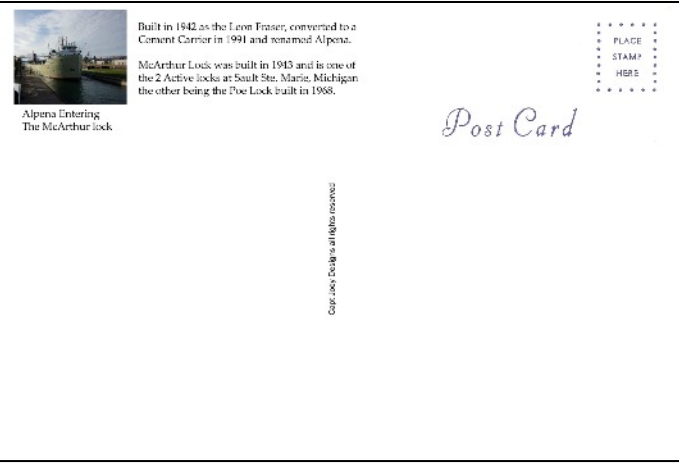 Built in 1942 as the Leon Fraser, converted to a
Cement Carrier in 1991 and renamed Alpena.
McArthur Lock was built in 1943 and is one of
the 2 Active locks at Sault Ste. Marie, Michigan
the other being the Poe Lock built in 1968.
Alpena Entering
The McArthur lock
PLACE
STAMP
HERE
Post Card
Capt Jody Designs all rights reserved